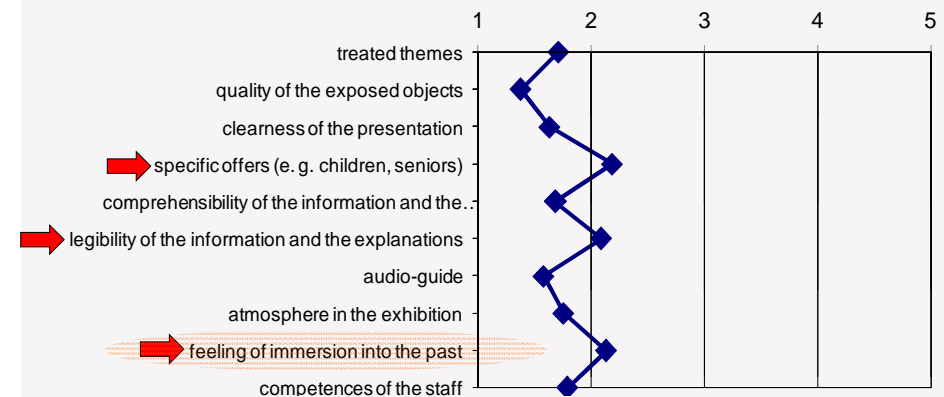 1 2 3 4 5
treated themes
quality of the exposed objects
clearness of the presentation
specific offers (e. g. children, seniors)
comprehensibility of the information and the…
legibility of the information and the explanations
audio-guide
atmosphere in the exhibition
feeling of immersion into the past
competences of the staff